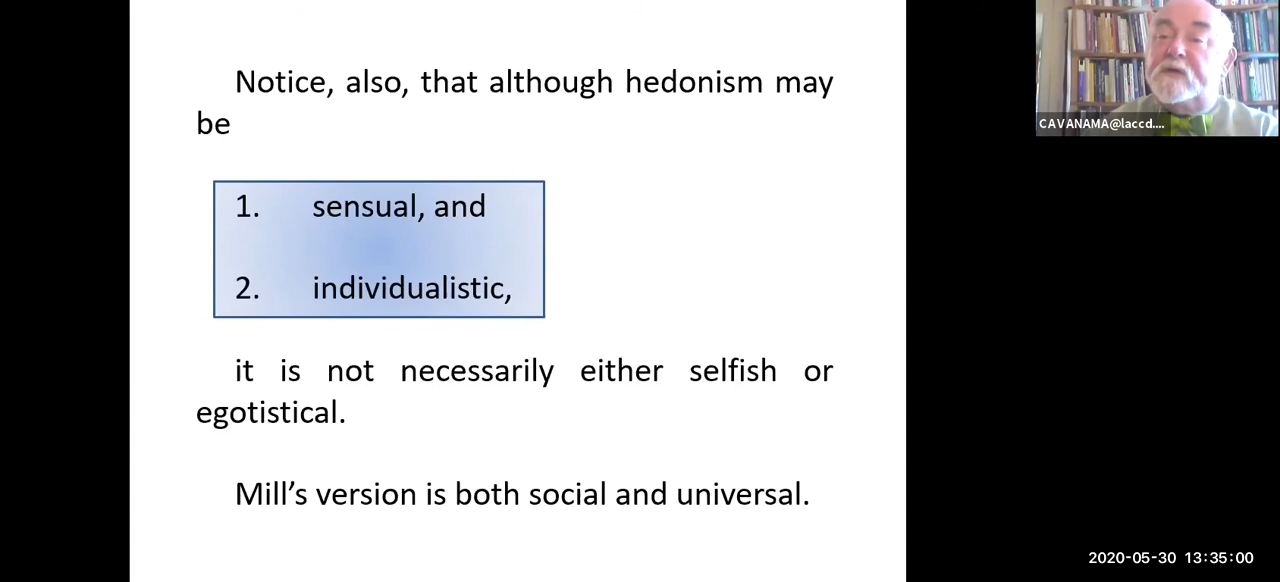 Notice, also, that although hedonism may
be
1. sensual, and
2. individualistic,
it is not necessarily either selfish or
egotistical.
Mill's version is both social and universal.
CAVANAMA@laccd....
2020-05-30 13:35:00